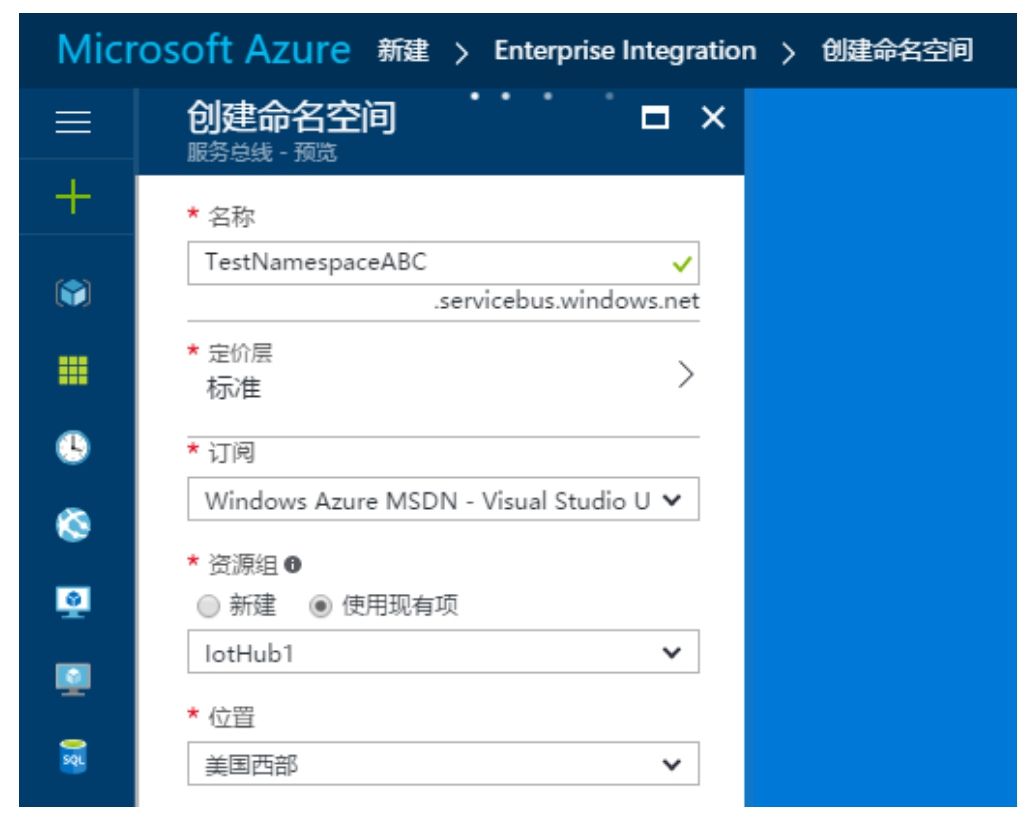 Microsoft Azure 新建 > Enterprise Integration > 创建命名空间
创建命名空间
服务总线 - 预览
* 名称
TestNamespaceABC
.servicebus.windows.net
* 定价层
标准
* 订阅
Windows Azure MSDN - Visual Studio U
* 资源组
新建 使用现有项
IotHub1
* 位置
美国西部
SQL